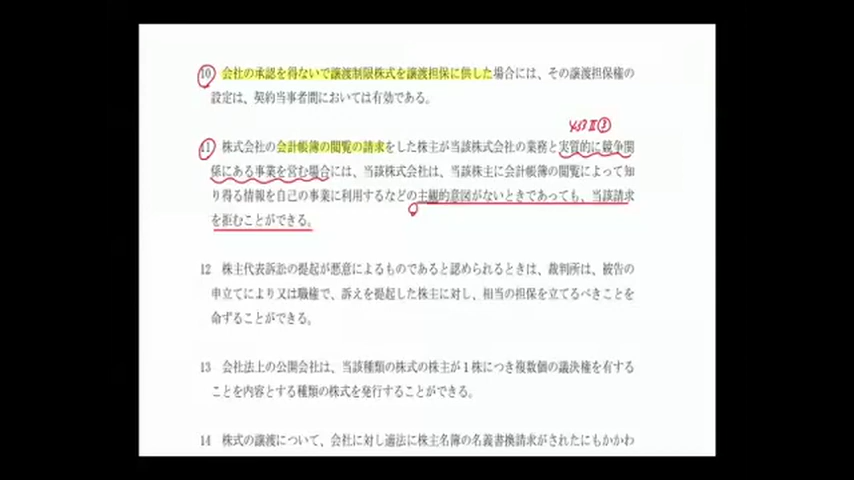 10　会社の承認を得ないで譲渡制限株式を譲渡担保に供した場合には、その譲渡担保権の
設定は、契約当事者間においては有効である。
11　株式会社の会計帳簿の閲覧の請求をした株主が当該株式会社の業務と実質的に競争関
係にある事業を営む場合には、当該株式会社は、当該株主に会計帳簿の閲覧によって知
り得る情報を自己の事業に利用するなどの主観的意図がないときであっても、当該請求
を拒むことができる。
12　株主代表訴訟の提起が悪意によるものであると認められるときは、裁判所は、被告の
申立てにより又は職権で、訴えを提起した株主に対し、相当の担保を立てるべきことを
命ずることができる。
13　会社法上の公開会社は、当該種類の株式の株主が１株につき複数個の議決権を有する
ことを内容とする種類の株式を発行することができる。
14　株式の譲渡について、会社に対し適法に株主名簿の名義書換請求がされたにもかかわ